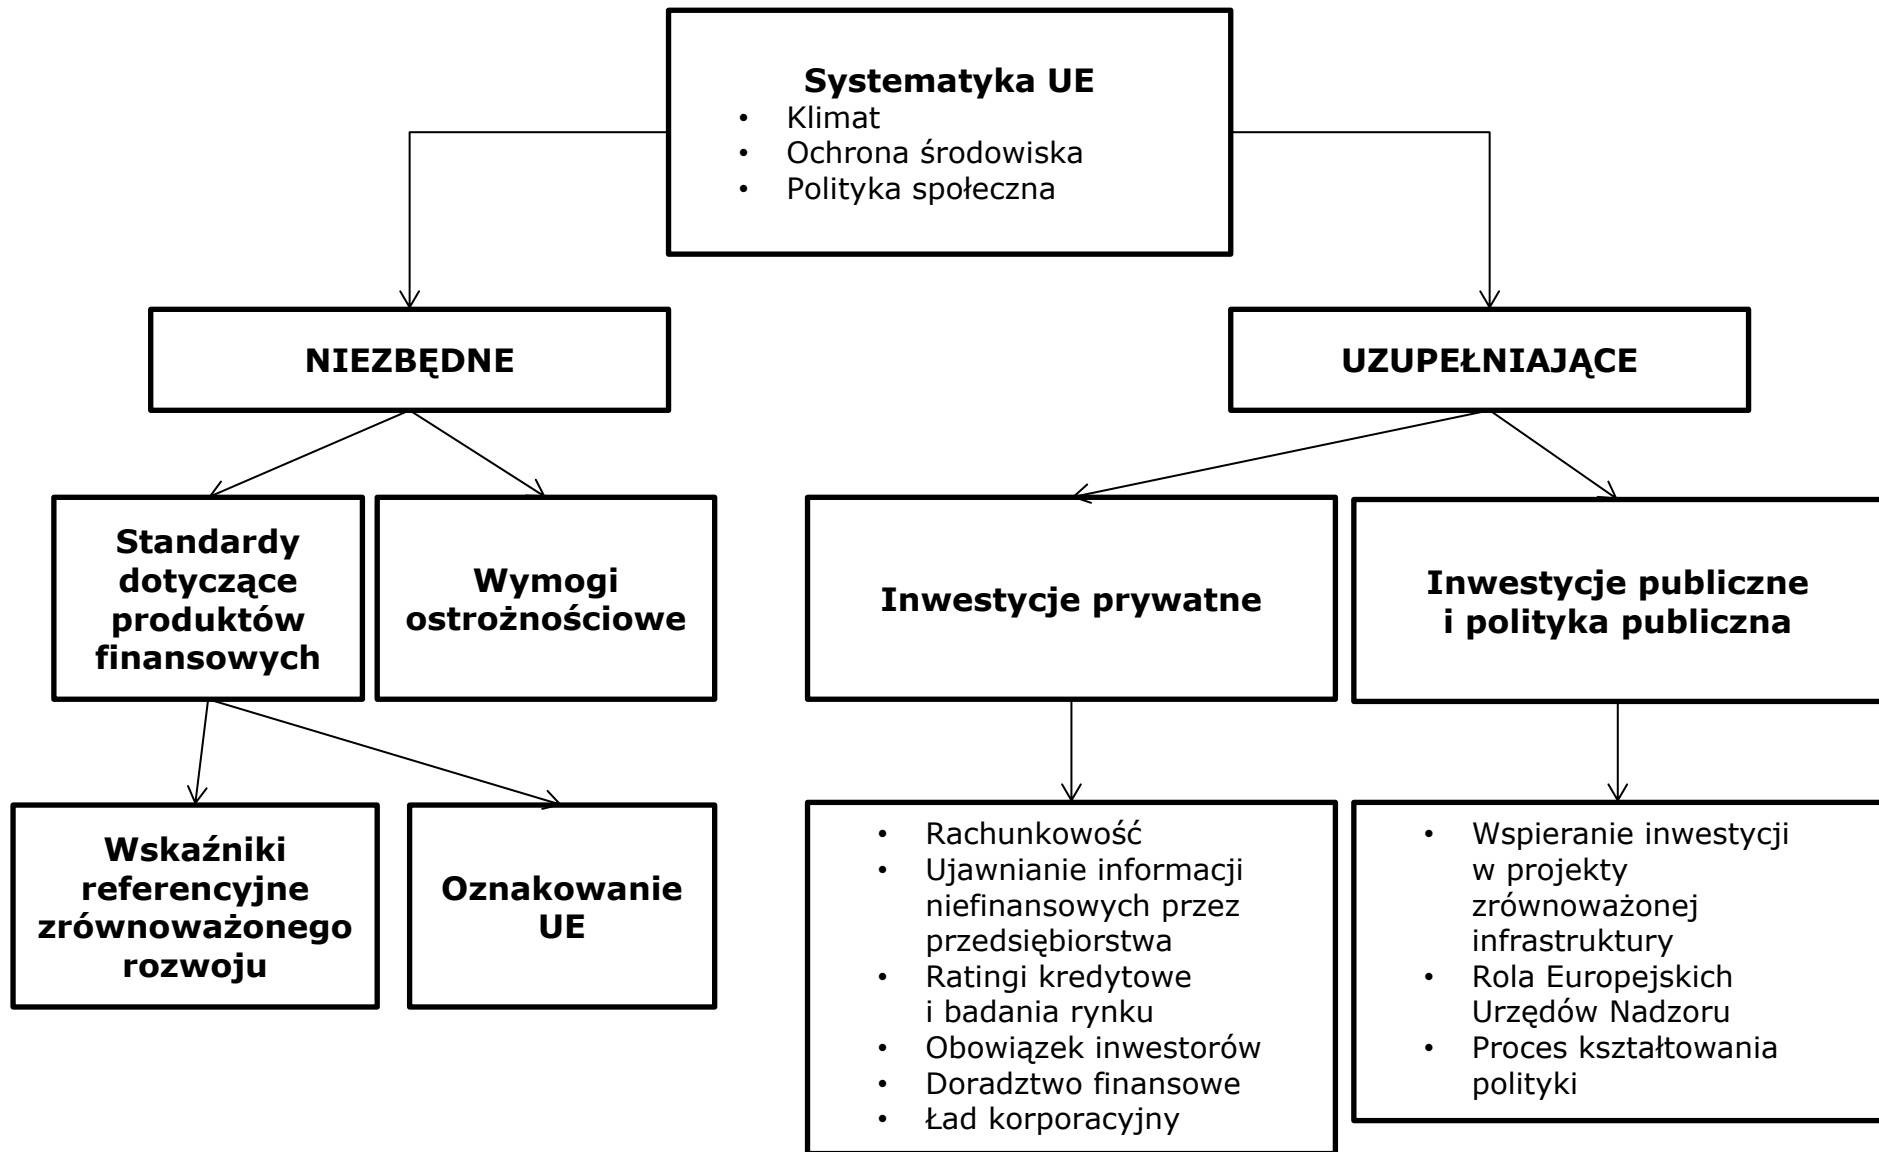 Systematyka UE
• Klimat
• Ochrona środowiska
• Polityka społeczna
NIEZBĘDNE
UZUPEŁNIAJĄCE
Standardy
dotyczące
produktów
finansowych
Wymogi
ostrożnościowe
Inwestycje prywatne
Inwestycje publiczne
i polityka publiczna
Wskaźniki
referencyjne
zrównoważonego
rozwoju
Oznakowanie
UE
• Rachunkowość
• Ujawnianie informacji
niefinansowych przez
przedsiębiorstwa
• Ratingi kredytowe
i badania rynku
• Obowiązek inwestorów
• Doradztwo finansowe
• Ład korporacyjny
• Wspieranie inwestycji
w projekty
zrównoważonej
infrastruktury
• Rola Europejskich
Urzędów Nadzoru
• Proces kształtowania
polityki